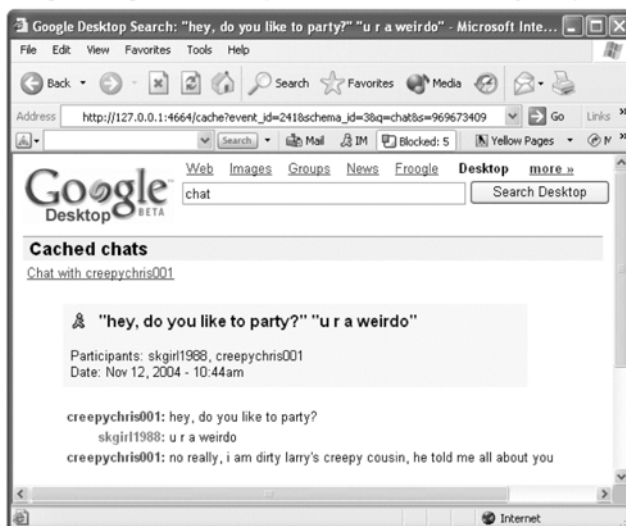 Google Desktop Search: "hey, do you like to party?" "u r a weirdo" - Microsoft Inte...
File Edit View Favorites Tools Help
Back Search Favorites Media
Address http://127.0.0.1:4664/cache?event_id=241&schema_id=3&q=chat&s=969673409 Go Links »
Search Mail IM Blocked: 5 Yellow Pages N »
Web Images Groups News Froogle Desktop more »
Google Desktop BETA
chat Search Desktop
Cached chats
Chat with creepychris001
"hey, do you like to party?" "u r a weirdo"
Participants: skgirl1988, creepychris001
Date: Nov 12, 2004 - 10:44am
creepychris001: hey, do you like to party?
skgirl1988: u r a weirdo
creepychris001: no really, i am dirty larry's creepy cousin, he told me all about you
Internet